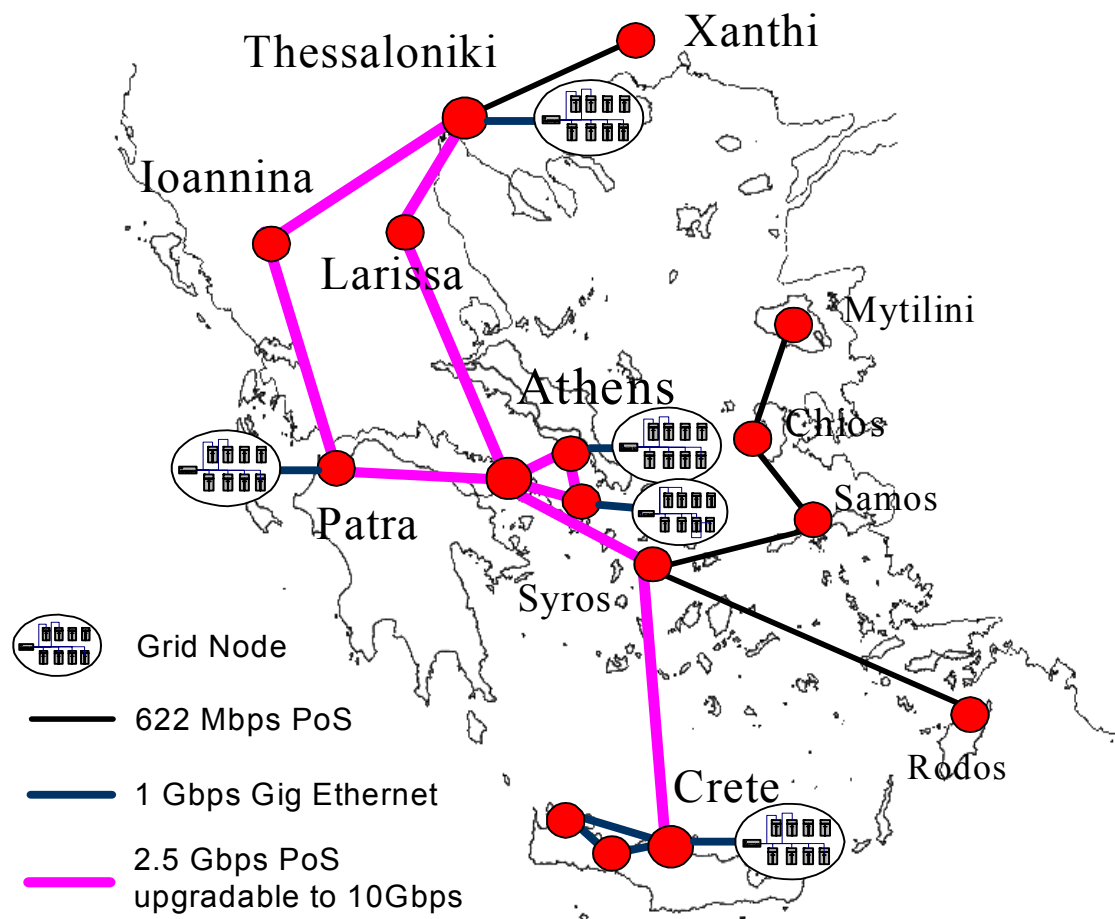 Xanthi
Thessaloniki
Ioannina
Larissa
Mytilini
Athens
Chios
Samos
Patra
Syros
Grid Node
622 Mbps PoS
Rodos
Crete
1 Gbps Gig Ethernet
2.5 Gbps PoS
upgradable to 10Gbps